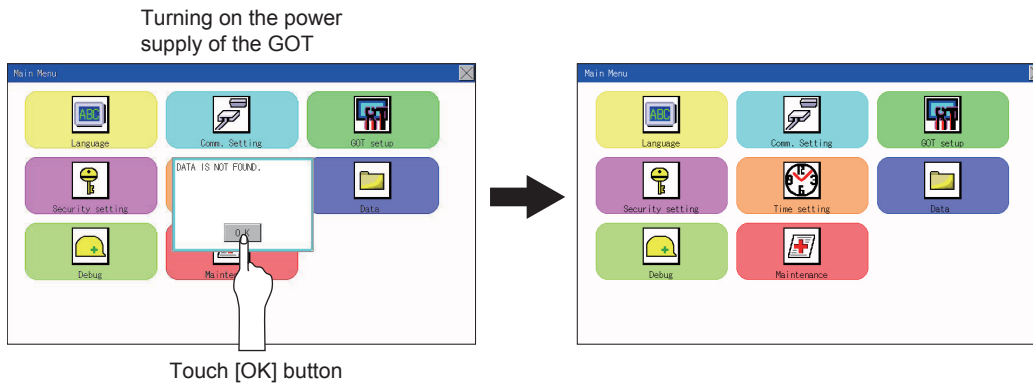 Turning on the power
supply of the GOT
Main Menu
ABC
Language
Comm. Setting
GOT setup
DATA IS NOT FOUND.
Security setting
Data
OK
Debug
Mainte
Touch [OK] button
Main Menu
ABC
Language
Comm. Setting
GOT setup
Security setting
Time setting
Data
Debug
Maintenance